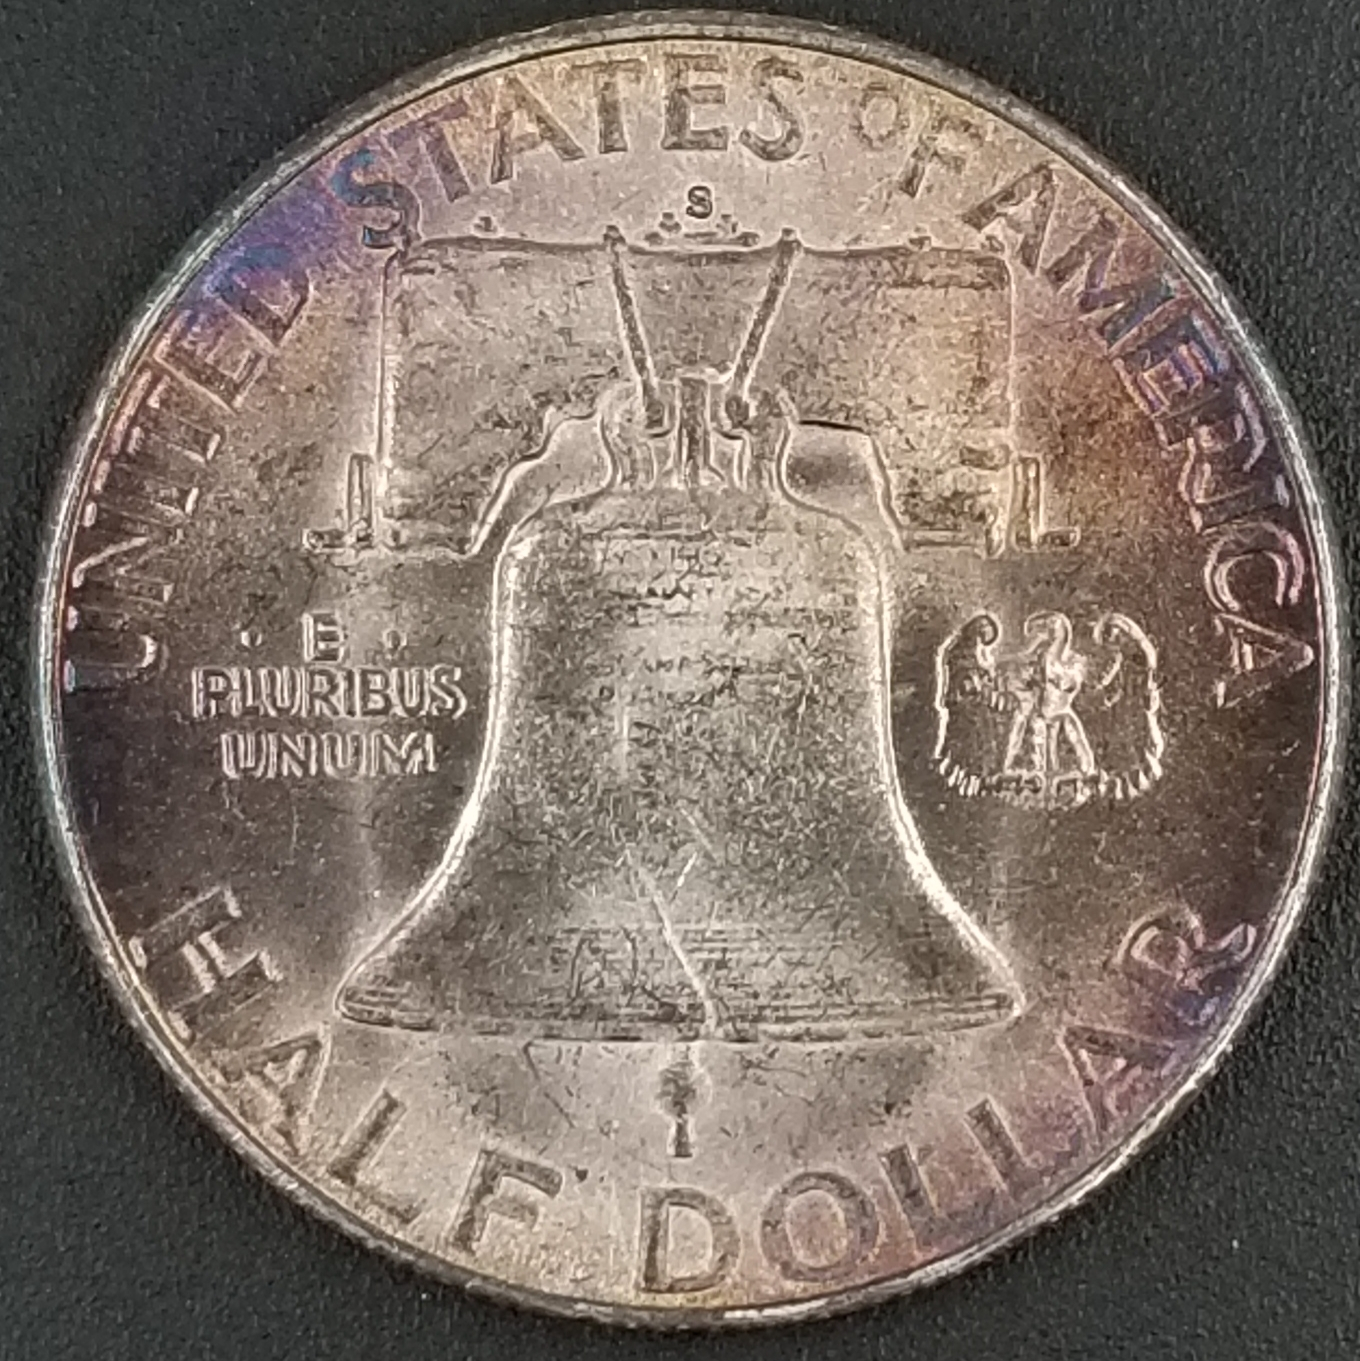 UNITED STATES OF AMERICA
S
· E ·
PLURIBUS
UNUM
HALF DOLLAR